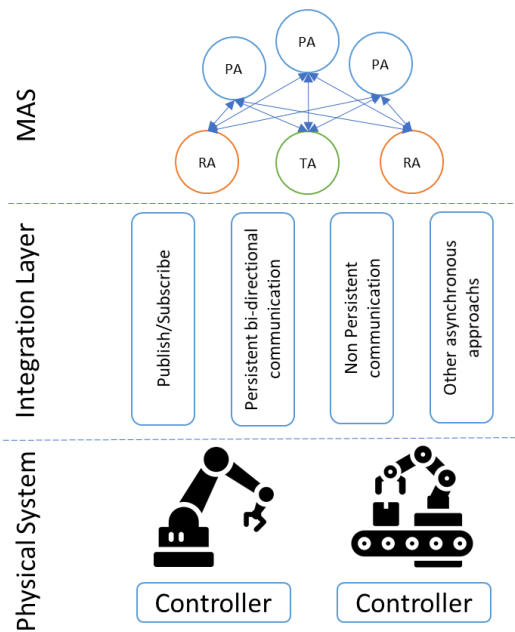 MAS
PA
PA
PA
RA
TA
RA
Integration Layer
Publish/Subscribe
Persistent bi-directional
communication
Non Persistent
communication
Other asynchronous
approachs
Physical System
Controller
Controller